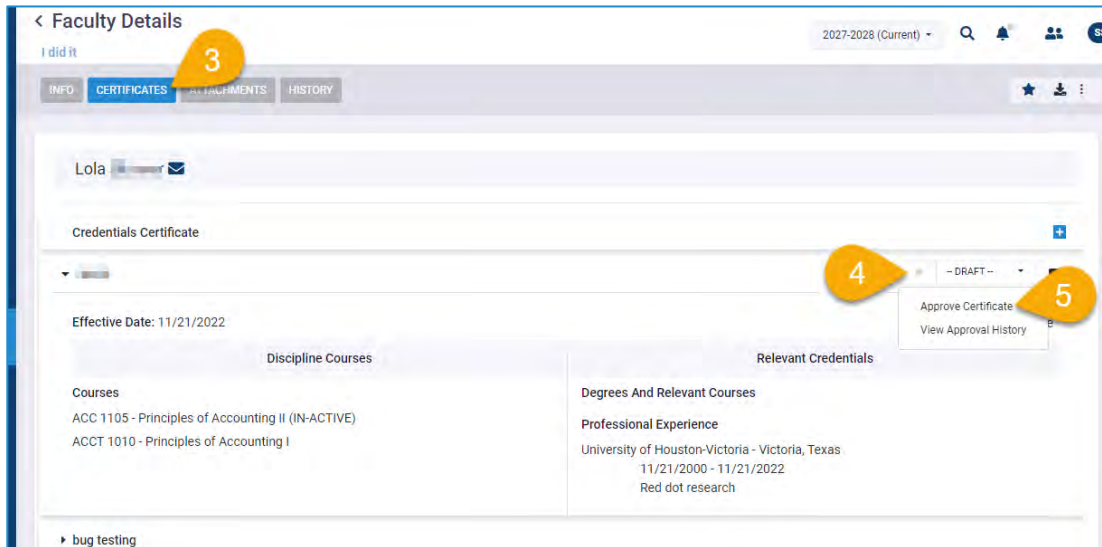 Faculty Details
I did it
2027-2028 (Current)
3
INFO CERTIFICATES ATTACHMENTS HISTORY
Lola
Credentials Certificate
4
-- DRAFT --
5
Approve Certificate
View Approval History
Effective Date: 11/21/2022
Discipline Courses
Relevant Credentials
Courses
ACC 1105 - Principles of Accounting II (IN-ACTIVE)
ACCT 1010 - Principles of Accounting I
Degrees And Relevant Courses
Professional Experience
University of Houston-Victoria - Victoria, Texas
11/21/2000 - 11/21/2022
Red dot research
bug testing